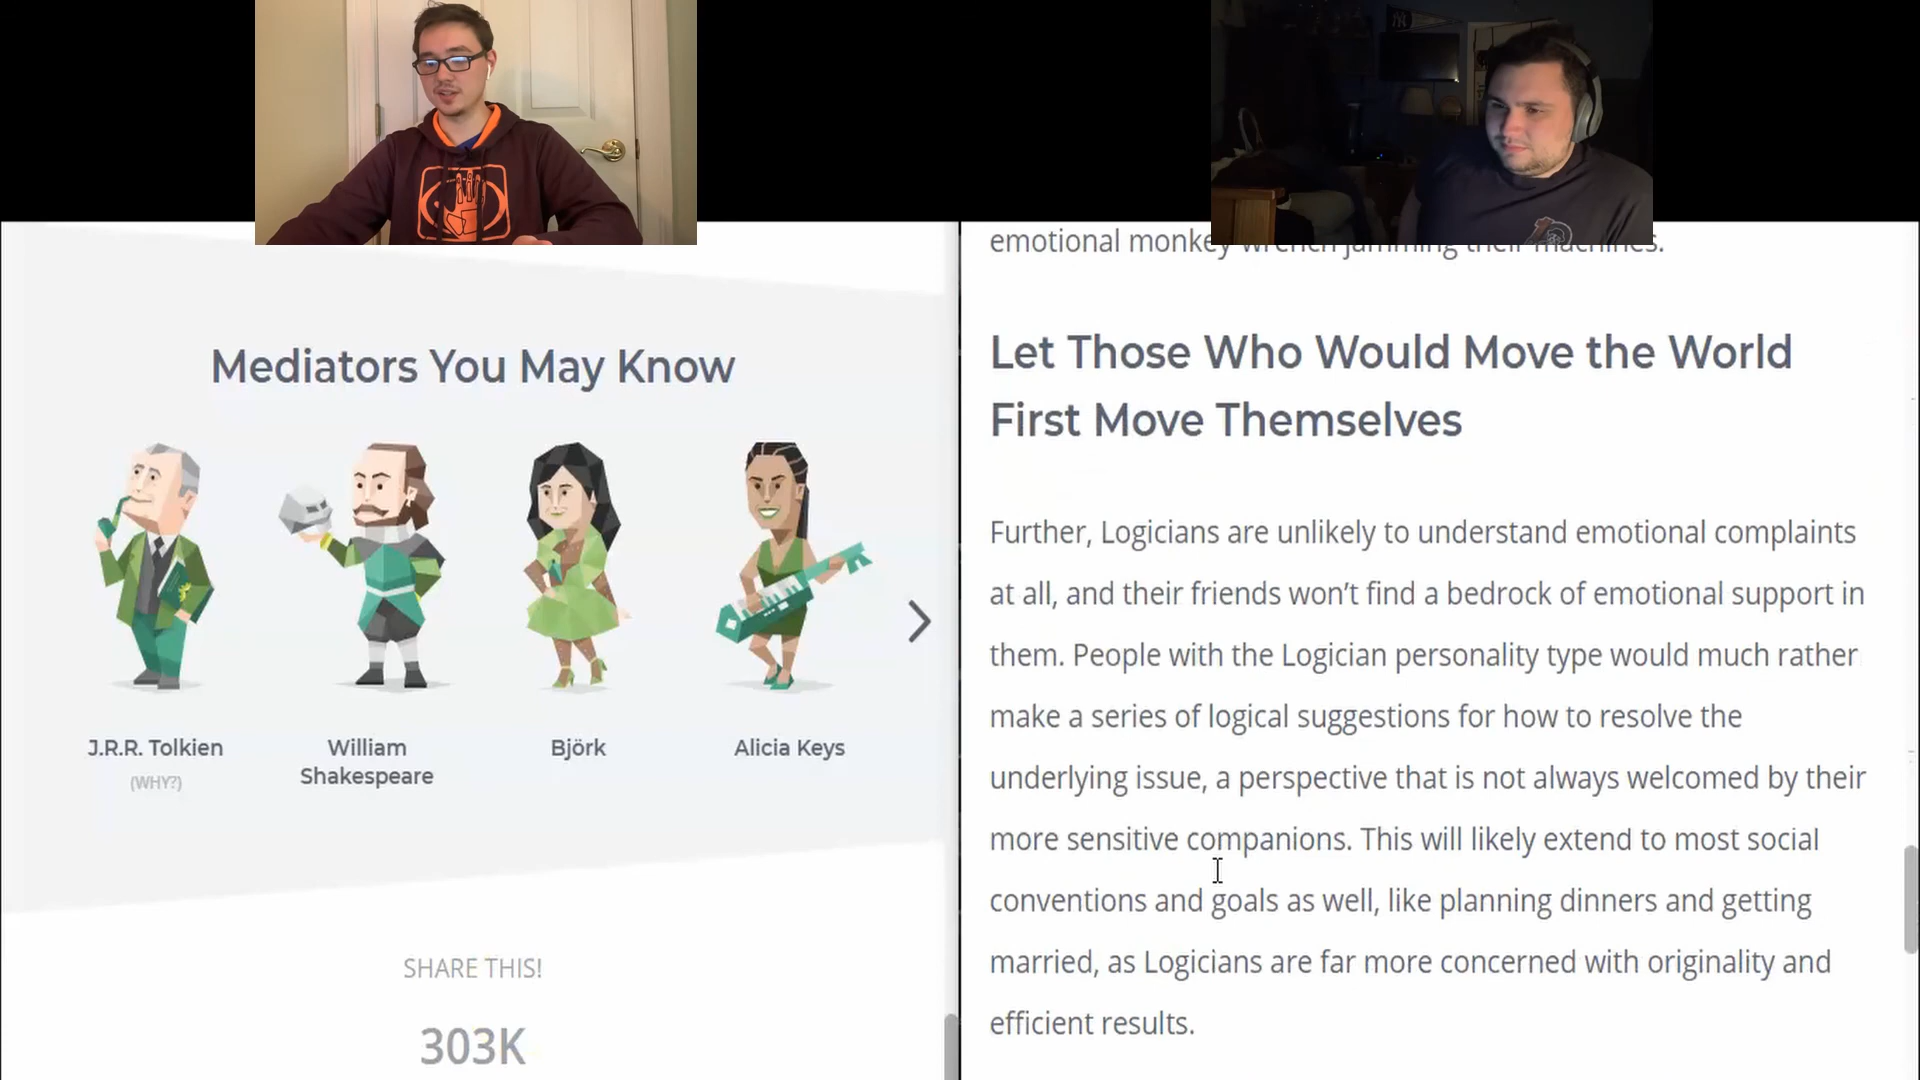 Mediators You May Know
J.R.R. Tolkien
(WHY?)
William
Shakespeare
Björk
Alicia Keys
SHARE THIS!
303K
emotional monkey wrench jamming their machines.
Let Those Who Would Move the World
First Move Themselves
Further, Logicians are unlikely to understand emotional complaints
at all, and their friends won’t find a bedrock of emotional support in
them. People with the Logician personality type would much rather
make a series of logical suggestions for how to resolve the
underlying issue, a perspective that is not always welcomed by their
more sensitive companions. This will likely extend to most social
conventions and goals as well, like planning dinners and getting
married, as Logicians are far more concerned with originality and
efficient results.